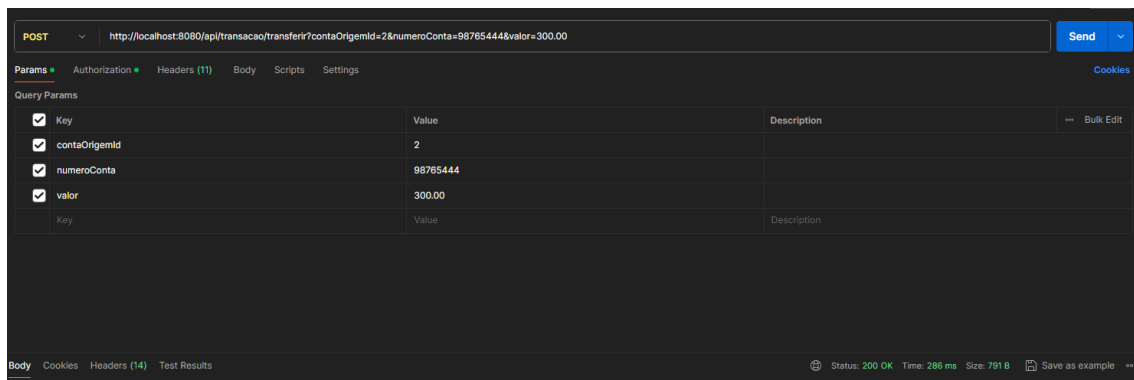 POST http://localhost:8080/api/transacao/transferir?contaOrigemId=2&numeroConta=98765444&valor=300.00 Send
Params Authorization Headers (11) Body Scripts Settings Cookies
Query Params
Key Value Description Bulk Edit
contaOrigemId 2
numeroConta 98765444
valor 300.00
Key Value Description
Body Cookies Headers (14) Test Results Status: 200 OK Time: 286 ms Size: 791 B Save as example